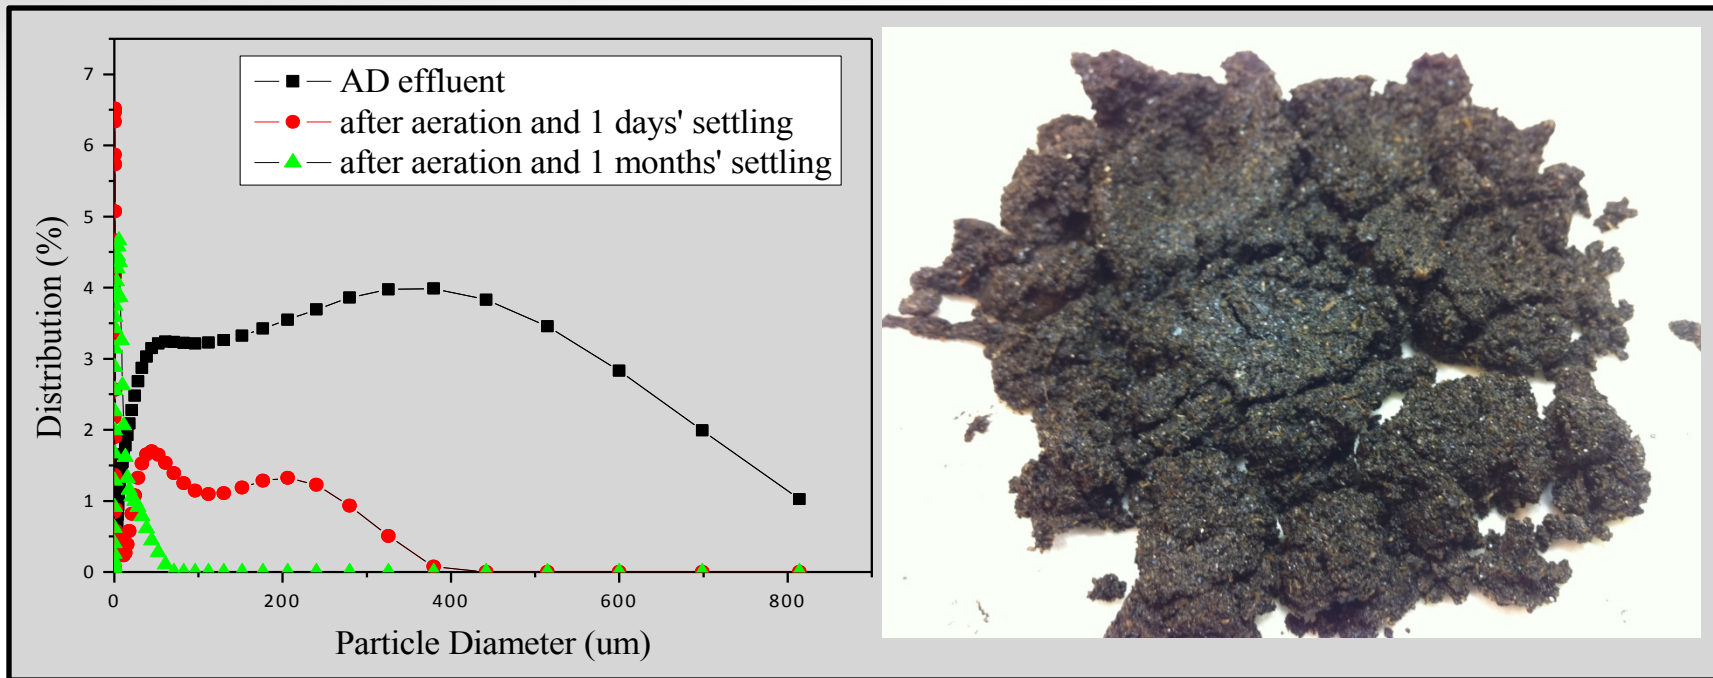 7
6
5
4
3
2
1
0
Distribution (%)
AD effluent
after aeration and 1 days' settling
after aeration and 1 months' settling
0 200 400 600 800
Particle Diameter (um)